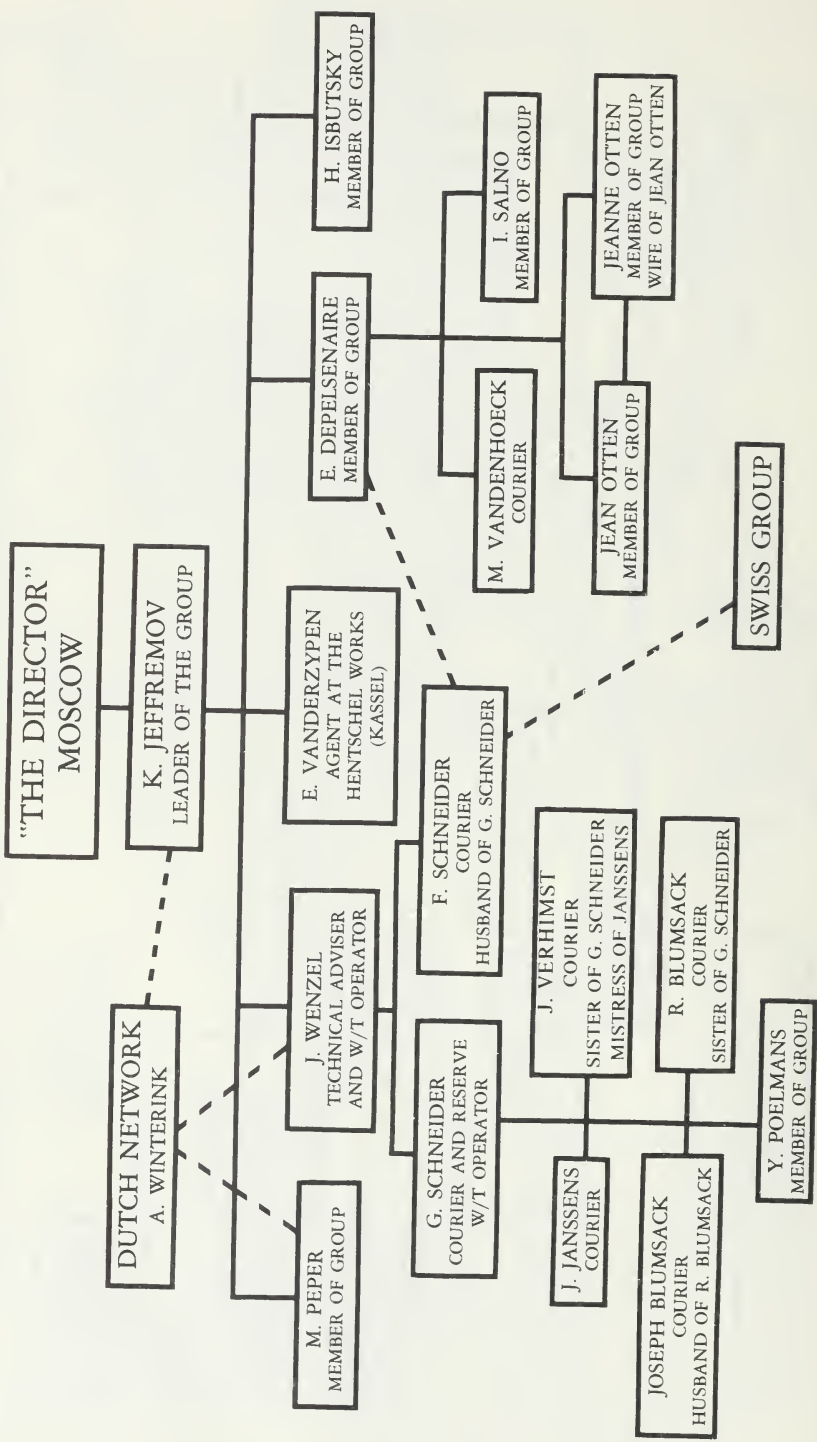 "THE DIRECTOR"
MOSCOW
K. JEFFREMOV
LEADER OF THE GROUP
DUTCH NETWORK
A. WINTERINK
M. PEPER
MEMBER OF GROUP
J. WENZEL
TECHNICAL ADVISER
AND W/T OPERATOR
E. VANDERZYPEN
AGENT AT THE
HENTSCHEL WORKS
(KASSEL)
E. DEPELSENAIRE
MEMBER OF GROUP
H. ISBUTSKY
MEMBER OF GROUP
G. SCHNEIDER
COURIER AND RESERVE
W/T OPERATOR
F. SCHNEIDER
COURIER
HUSBAND OF G. SCHNEIDER
M. VANDENHOECK
COURIER
I. SALNO
MEMBER OF GROUP
J. JANSSENS
COURIER
J. VERHIMST
COURIER
SISTER OF G. SCHNEIDER
MISTRESS OF JANSSENS
JEAN OTTEN
MEMBER OF GROUP
JEANNE OTTEN
MEMBER OF GROUP
WIFE OF JEAN OTTEN
JOSEPH BLUMSACK
COURIER
HUSBAND OF R. BLUMSACK
R. BLUMSACK
COURIER
SISTER OF G. SCHNEIDER
SWISS GROUP
Y. POELMANS
MEMBER OF GROUP